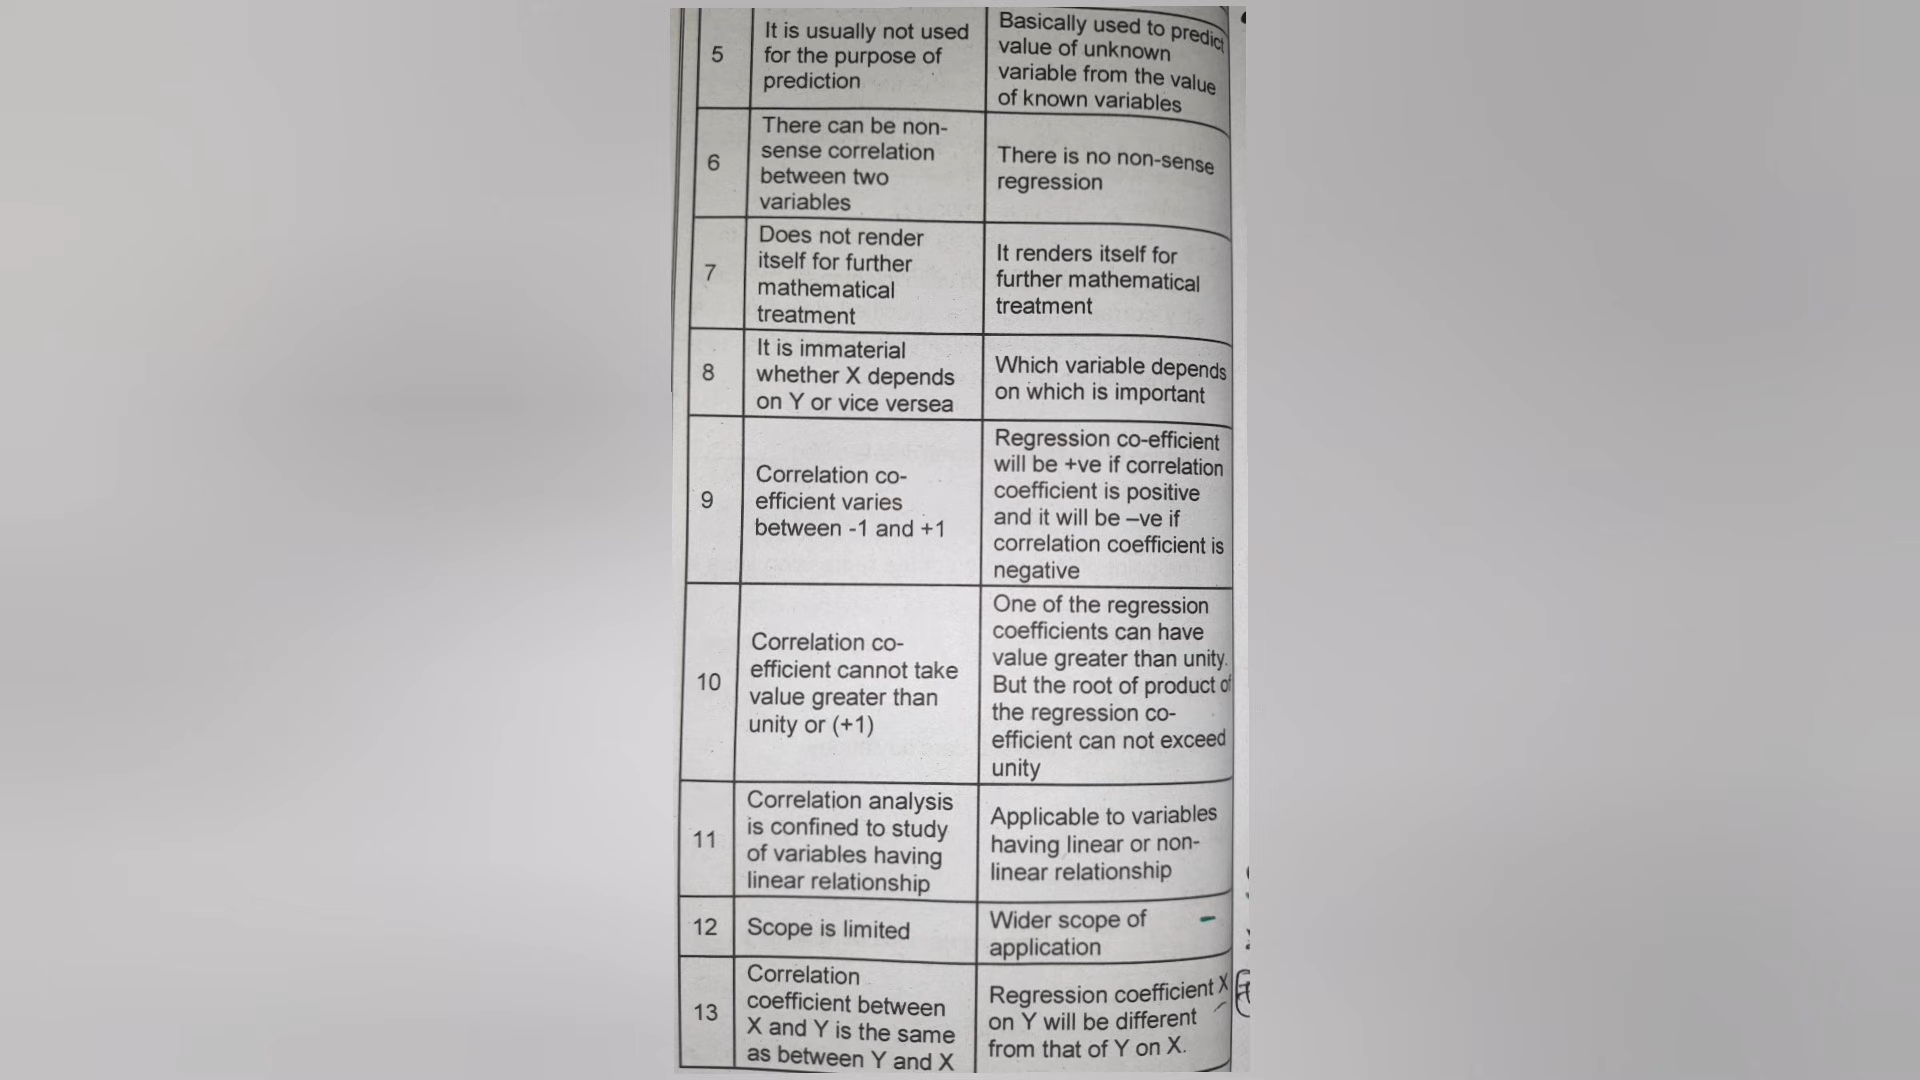 5
It is usually not used
for the purpose of
prediction
Basically used to predict
value of unknown
variable from the value
of known variables
6
There can be non-
sense correlation
between two
variables
There is no non-sense
regression
7
Does not render
itself for further
mathematical
treatment
It renders itself for
further mathematical
treatment
8
It is immaterial
whether X depends
on Y or vice versea
Which variable depends
on which is important
9
Correlation co-
efficient varies
between -1 and +1
Regression co-efficient
will be +ve if correlation
coefficient is positive
and it will be –ve if
correlation coefficient is
negative
10
Correlation co-
efficient cannot take
value greater than
unity or (+1)
One of the regression
coefficients can have
value greater than unity.
But the root of product of
the regression co-
efficient can not exceed
unity
11
Correlation analysis
is confined to study
of variables having
linear relationship
Applicable to variables
having linear or non-
linear relationship
12
Scope is limited
Wider scope of
application
13
Correlation
coefficient between
X and Y is the same
as between Y and X
Regression coefficient X
on Y will be different
from that of Y on X.